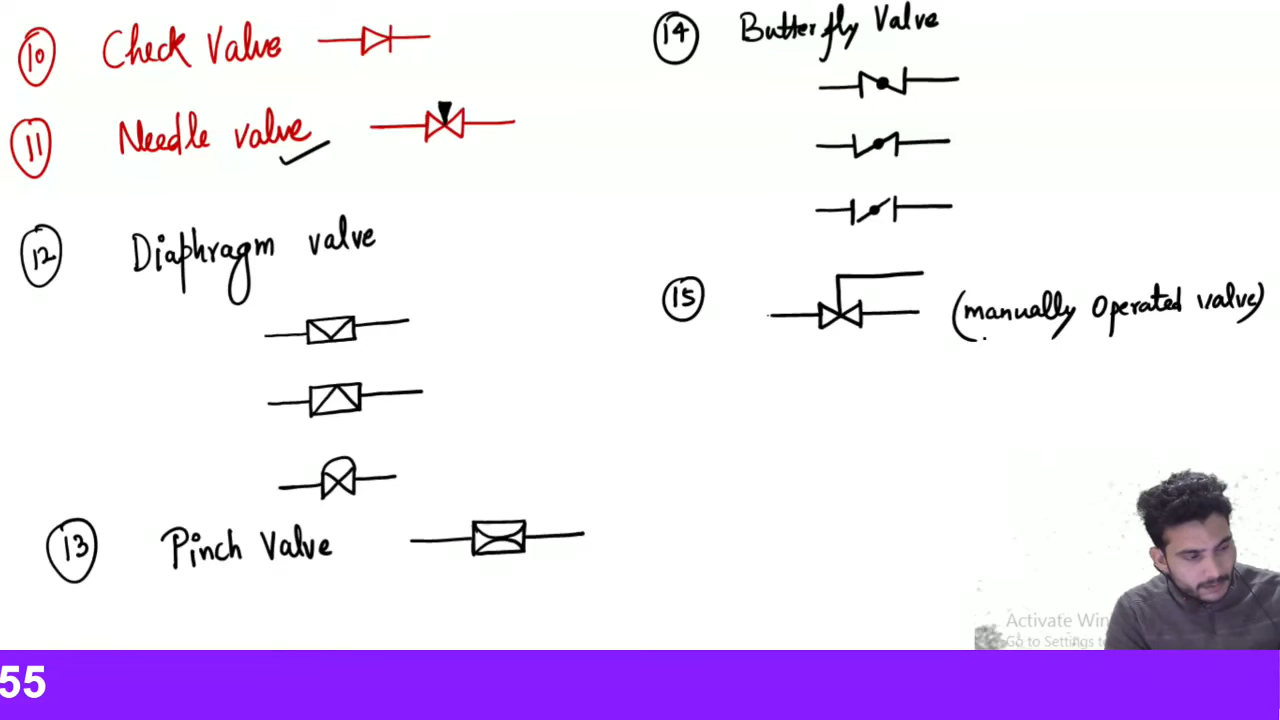 10 Check Valve
11 Needle valve
12 Diaphragm valve
13 Pinch Valve
14 Butterfly Valve
15 (manually operated valve)
Activate Win
Go to Settings t
55